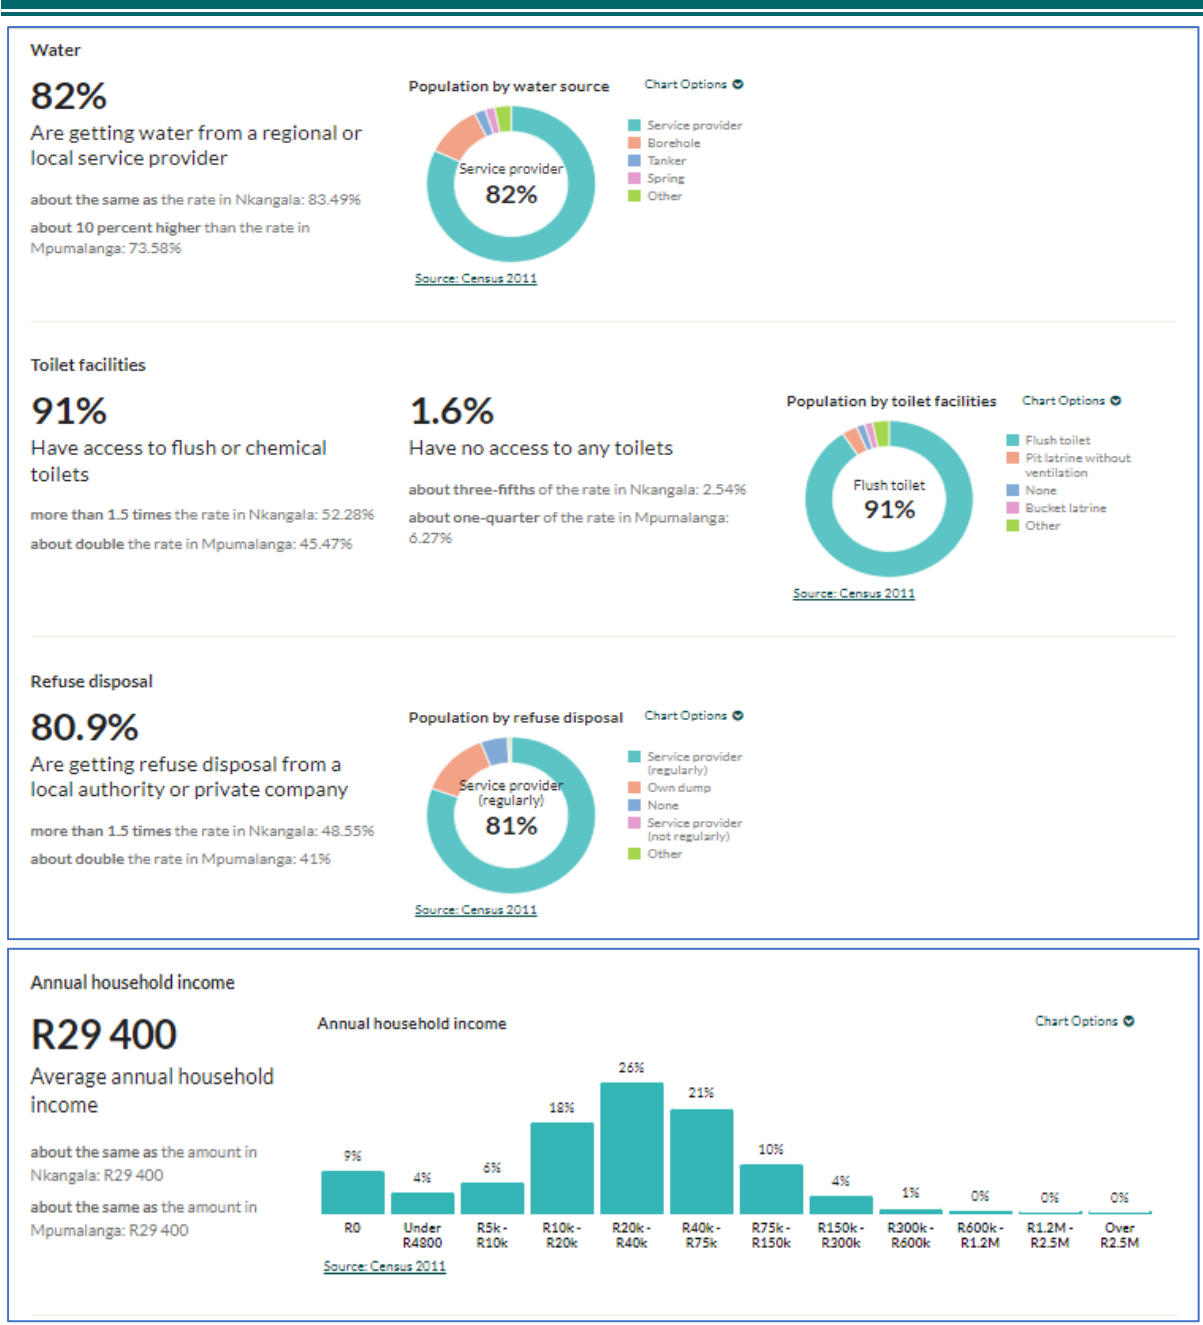 Water
82%
Are getting water from a regional or
local service provider
about the same as the rate in Nkangala: 83.49%
about 10 percent higher than the rate in
Mpumalanga: 73.58%
Population by water source
Chart Options
Service provider
82%
Service provider
Borehole
Tanker
Spring
Other
Source: Census 2011
Toilet facilities
91%
Have access to flush or chemical
toilets
more than 1.5 times the rate in Nkangala: 52.28%
about double the rate in Mpumalanga: 45.47%
1.6%
Have no access to any toilets
about three-fifths of the rate in Nkangala: 2.54%
about one-quarter of the rate in Mpumalanga:
6.27%
Population by toilet facilities
Chart Options
Flush toilet
91%
Flush toilet
Pit latrine without
ventilation
None
Bucket latrine
Other
Source: Census 2011
Refuse disposal
80.9%
Are getting refuse disposal from a
local authority or private company
more than 1.5 times the rate in Nkangala: 48.55%
about double the rate in Mpumalanga: 41%
Population by refuse disposal
Chart Options
Service provider
(regularly)
81%
Service provider
(regularly)
Own dump
None
Service provider
(not regularly)
Other
Source: Census 2011
Annual household income
R29 400
Average annual household
income
about the same as the amount in
Nkangala: R29 400
about the same as the amount in
Mpumalanga: R29 400
Annual household income
Chart Options
9%
4%
6%
18%
26%
21%
10%
4%
1%
0%
0%
0%
R0
Under
R4800
R5k -
R10k
R10k -
R20k
R20k -
R40k
R40k -
R75k
R75k -
R150k
R150k -
R300k
R300k -
R600k
R600k -
R1.2M
R1.2M -
R2.5M
Over
R2.5M
Source: Census 2011